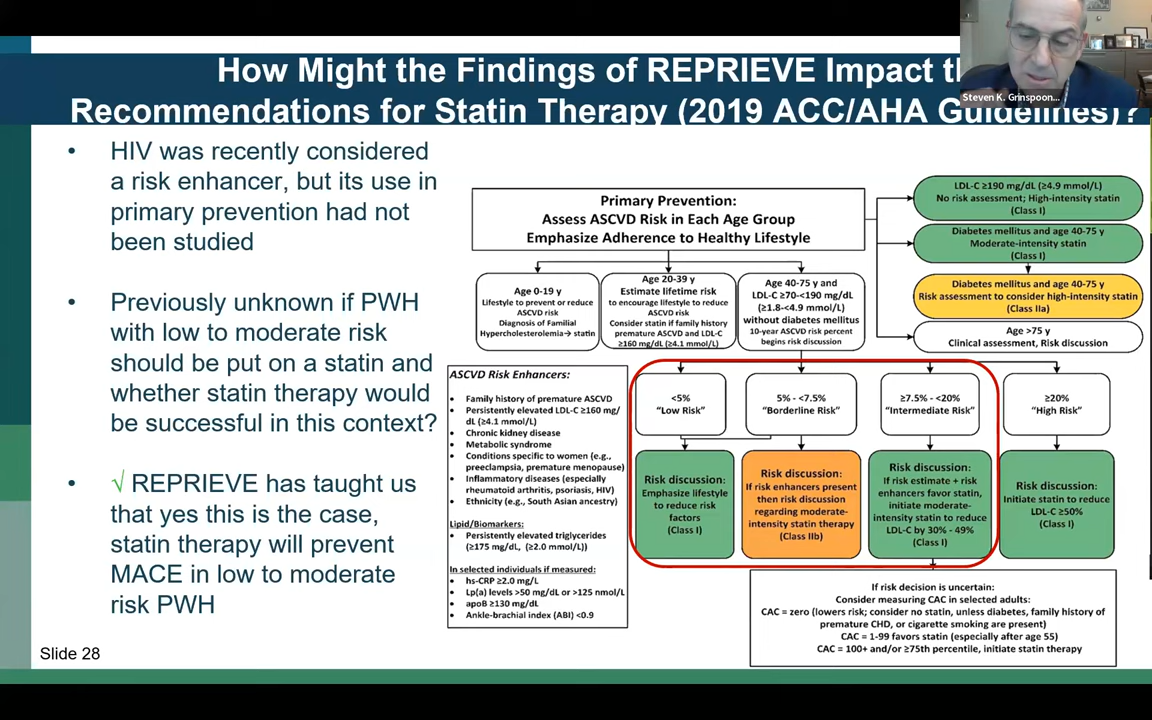 How Might the Findings of REPRIEVE Impact
Recommendations for Statin Therapy (2019 ACC/AHA Guidelines)?
Steven K. Grinspoon...
• HIV was recently considered
a risk enhancer, but its use in
primary prevention had not
been studied
• Previously unknown if PWH
with low to moderate risk
should be put on a statin and
whether statin therapy would
be successful in this context?
• √ REPRIEVE has taught us
that yes this is the case,
statin therapy will prevent
MACE in low to moderate
risk PWH
Slide 28
Primary Prevention:
Assess ASCVD Risk in Each Age Group
Emphasize Adherence to Healthy Lifestyle
LDL-C ≥190 mg/dL (≥4.9 mmol/L)
No risk assessment; High-intensity statin
(Class I)
Diabetes mellitus and age 40-75 y
Moderate-intensity statin
(Class I)
Diabetes mellitus and age 40-75 y
Risk assessment to consider high-intensity statin
(Class IIa)
Age >75 y
Clinical assessment, Risk discussion
Age 0-19 y
Lifestyle to prevent or reduce
ASCVD risk
Diagnosis of Familial
Hypercholesterolemia→ statin
Age 20-39 y
Estimate lifetime risk
to encourage lifestyle to reduce
ASCVD risk
Consider statin if family history
premature ASCVD and LDL-C
≥160 mg/dL (≥4.1 mmol/L)
Age 40-75 y and
LDL-C ≥70-<190 mg/dL
(≥1.8-<4.9 mmol/L)
without diabetes mellitus
10-year ASCVD risk percent
begins risk discussion
ASCVD Risk Enhancers:
• Family history of premature ASCVD
• Persistently elevated LDL-C ≥160 mg/
dL (≥4.1 mmol/L)
• Chronic kidney disease
• Metabolic syndrome
• Conditions specific to women (e.g.,
preeclampsia, premature menopause)
• Inflammatory diseases (especially
rheumatoid arthritis, psoriasis, HIV)
• Ethnicity (e.g., South Asian ancestry)
Lipid/Biomarkers:
• Persistently elevated triglycerides
(≥175 mg/dL, (≥2.0 mmol/L))
In selected individuals if measured:
• hs-CRP ≥2.0 mg/L
• Lp(a) levels >50 mg/dL or >125 nmol/L
• apoB ≥130 mg/dL
• Ankle-brachial index (ABI) <0.9
<5%
"Low Risk"
5% - <7.5%
"Borderline Risk"
≥7.5% - <20%
"Intermediate Risk"
≥20%
"High Risk"
Risk discussion:
Emphasize lifestyle
to reduce risk
factors
(Class I)
Risk discussion:
If risk enhancers present
then risk discussion
regarding moderate-
intensity statin therapy
(Class IIb)
Risk discussion:
If risk estimate + risk
enhancers favor statin,
initiate moderate-
intensity statin to reduce
LDL-C by 30% - 49%
(Class I)
Risk discussion:
Initiate statin to reduce
LDL-C ≥50%
(Class I)
If risk decision is uncertain:
Consider measuring CAC in selected adults:
CAC = zero (lowers risk; consider no statin, unless diabetes, family history of
premature CHD, or cigarette smoking are present)
CAC = 1-99 favors statin (especially after age 55)
CAC = 100+ and/or ≥75th percentile, initiate statin therapy